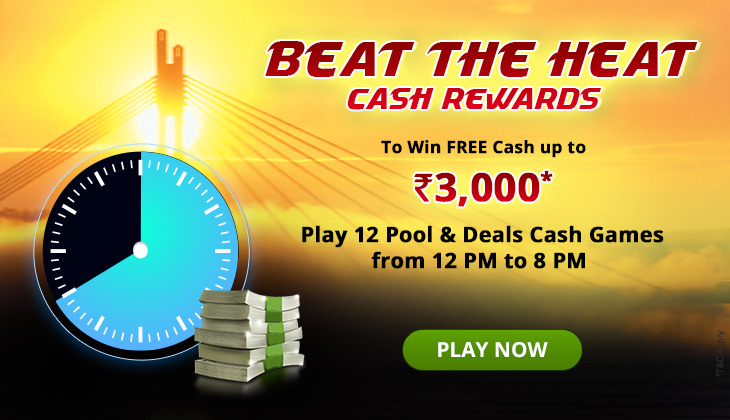 BEAT THE HEAT
CASH REWARDS
To Win FREE Cash up to
₹3,000*
Play 12 Pool & Deals Cash Games
from 12 PM to 8 PM
PLAY NOW
*T&C Apply